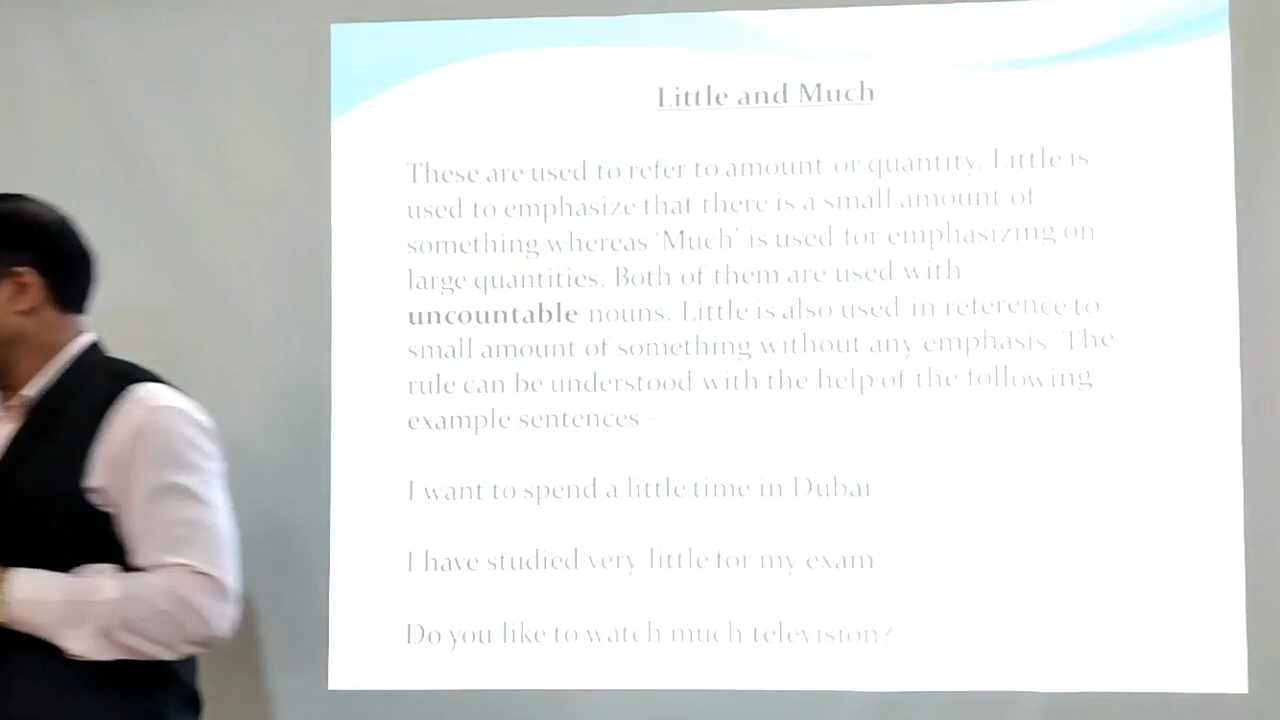 Little and Much
These are used to refer to amount or quantity. Little is
used to emphasize that there is a small amount of
something whereas 'Much' is used for emphasizing on
large quantities. Both of them are used with
uncountable nouns. Little is also used in reference to
small amount of something without any emphasis. The
rule can be understood with the help of the following
example sentences –
I want to spend a little time in Dubai.
I have studied very little for my exam.
Do you like to watch much television?